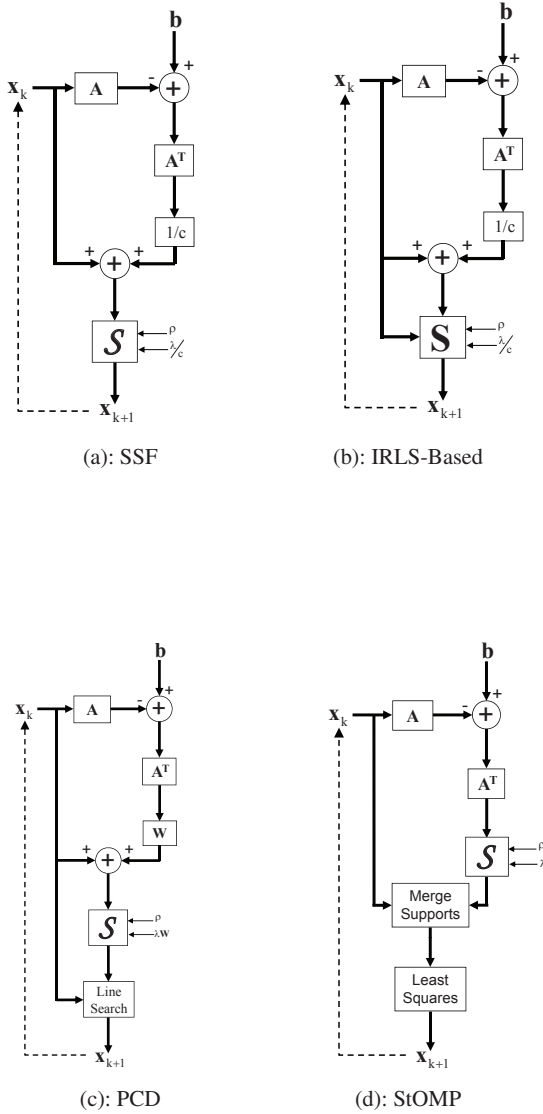 b
+
x_k
A
-
+
A^T
1/c
+
+
+
S
ρ
λ/c
x_{k+1}
(a): SSF
b
+
x_k
A
-
+
A^T
1/c
+
+
+
S
ρ
λ/c
x_{k+1}
(b): IRLS-Based
b
+
x_k
A
-
+
A^T
W
+
+
+
S
ρ
λW
Line
Search
x_{k+1}
(c): PCD
b
+
x_k
A
-
+
A^T
S
ρ
λ
Merge
Supports
Least
Squares
x_{k+1}
(d): StOMP